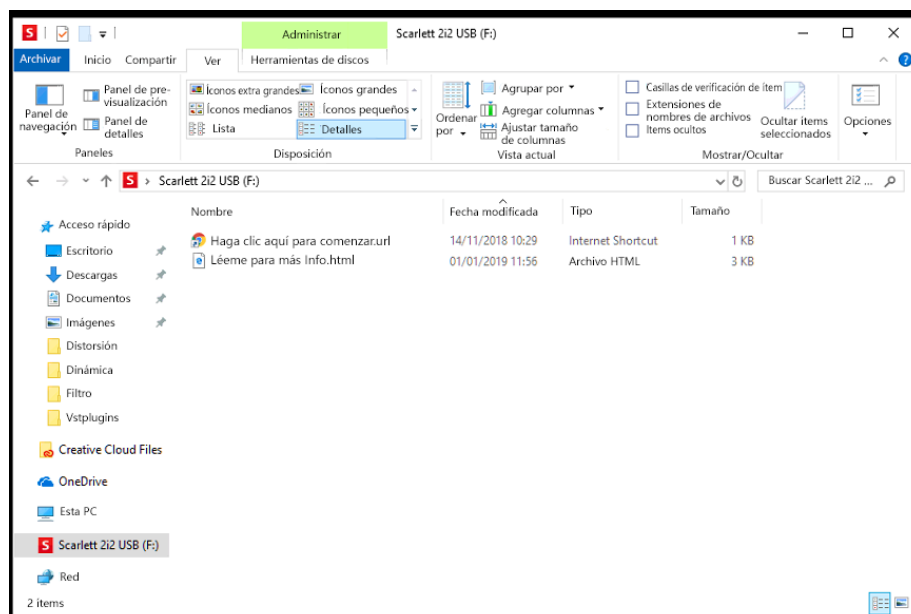 S
Administrar
Scarlett 2i2 USB (F:)
Archivar Inicio Compartir Ver Herramientas de discos
Panel de navegación
Panel de pre-visualización
Panel de detalles
Paneles
Íconos extra grandes Íconos grandes
Íconos medianos Íconos pequeños
Lista Detalles
Disposición
Ordenar por
Agrupar por
Agregar columnas
Ajustar tamaño de columnas
Vista actual
Casillas de verificación de ítem
Extensiones de nombres de archivos
Items ocultos
Ocultar items seleccionados
Mostrar/Ocultar
Opciones
S Scarlett 2i2 USB (F:)
Buscar Scarlett 2i2 ...
Nombre Fecha modificada Tipo Tamaño
Haga clic aquí para comenzar.url 14/11/2018 10:29 Internet Shortcut 1 KB
Léeme para más Info.html 01/01/2019 11:56 Archivo HTML 3 KB
Acceso rápido
Escritorio
Descargas
Documentos
Imágenes
Distorsión
Dinámica
Filtro
Vstplugins
Creative Cloud Files
OneDrive
Esta PC
S Scarlett 2i2 USB (F:)
Red
2 items